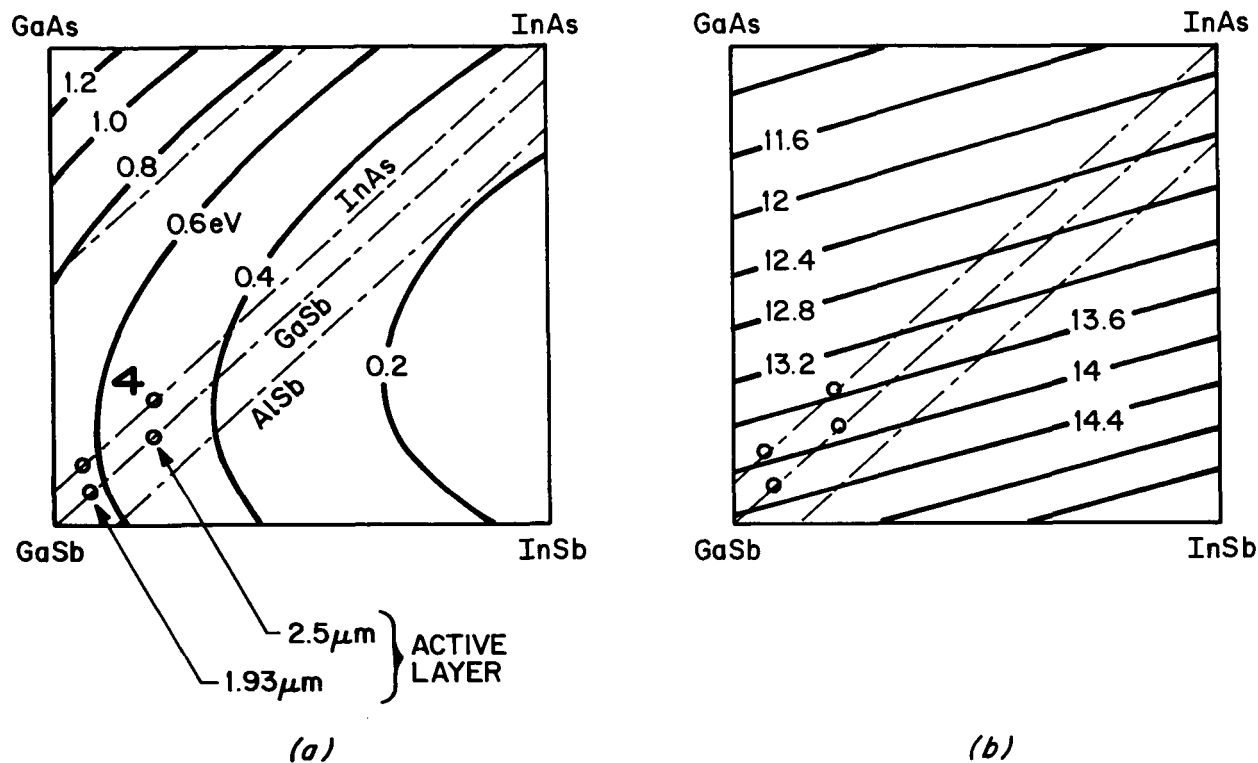 GaAs
InAs
1.2
1.0
0.8
0.6eV
0.4
0.2
InAs
GaSb
AlSb
4
GaSb
InSb
2.5μm
1.93μm
ACTIVE
LAYER
(a)
GaAs
InAs
11.6
12
12.4
12.8
13.2
13.6
14
14.4
GaSb
InSb
(b)